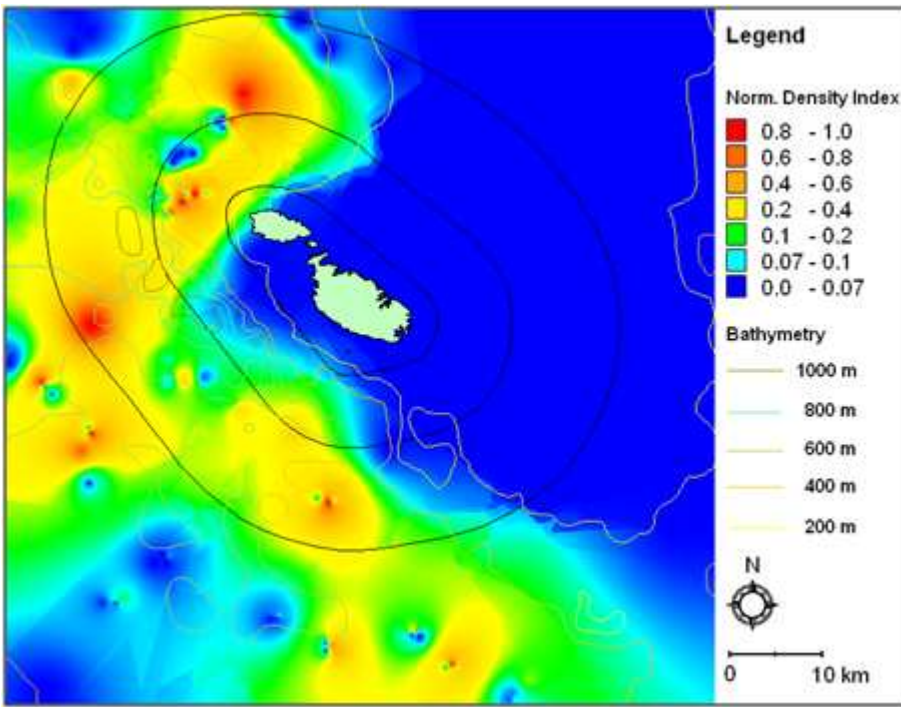 Legend
Norm. Density Index
0.8 - 1.0
0.6 - 0.8
0.4 - 0.6
0.2 - 0.4
0.1 - 0.2
0.07 - 0.1
0.0 - 0.07
Bathymetry
1000 m
800 m
600 m
400 m
200 m
N
0 10 km